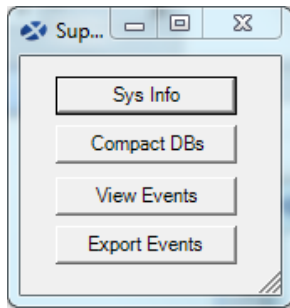 Sup...
Sys Info
Compact DBs
View Events
Export Events